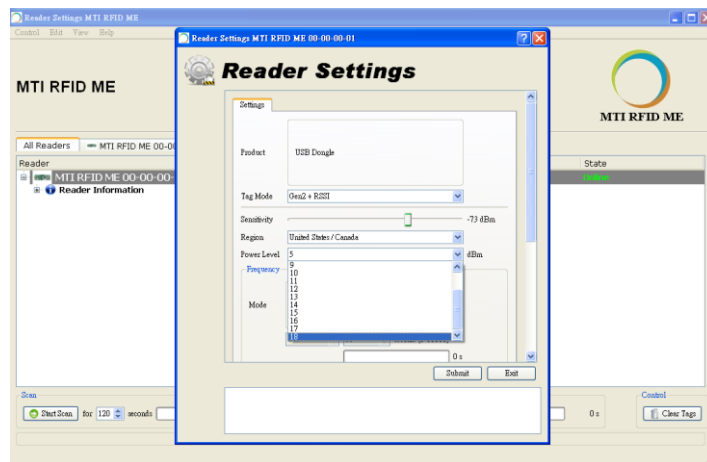 Reader Settings MTI RFID ME
Control Edit View Help
MTI RFID ME
MTI RFID ME
All Readers MTI RFID ME 00-0
Reader State
MTI RFID ME 00-00-00- Online
Reader Information
Reader Settings MTI RFID ME 00-00-00-01
Reader Settings
Settings
Product USB Dongle
Tag Mode Gen2 + RSSI
Sensitivity -73 dBm
Region United States / Canada
Power Level 5 dBm
9
Frequency
10
11
12
13
Mode 14
15
16
17
18
0 s
Submit Exit
Scan
Start Scan for 120 seconds 0 s
Control
Clear Tags